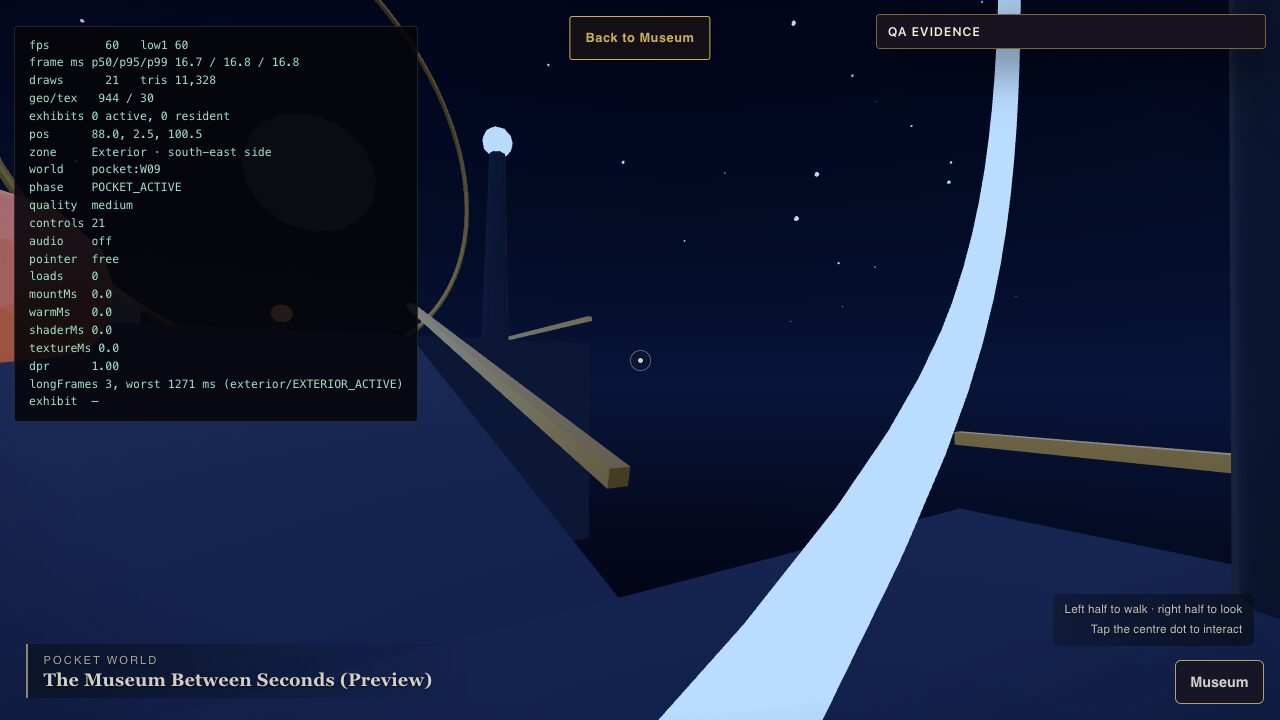 fps 60 low1 60
frame ms p50/p95/p99 16.7 / 16.8 / 16.8
draws 21 tris 11,328
geo/tex 944 / 30
exhibits 0 active, 0 resident
pos 88.0, 2.5, 100.5
zone Exterior · south-east side
world pocket:W09
phase POCKET_ACTIVE
quality medium
controls 21
audio off
pointer free
loads 0
mountMs 0.0
warmMs 0.0
shaderMs 0.0
textureMs 0.0
dpr 1.00
longFrames 3, worst 1271 ms (exterior/EXTERIOR_ACTIVE)
exhibit —
Back to Museum
QA EVIDENCE
Left half to walk · right half to look
Tap the centre dot to interact
POCKET WORLD
The Museum Between Seconds (Preview)
Museum